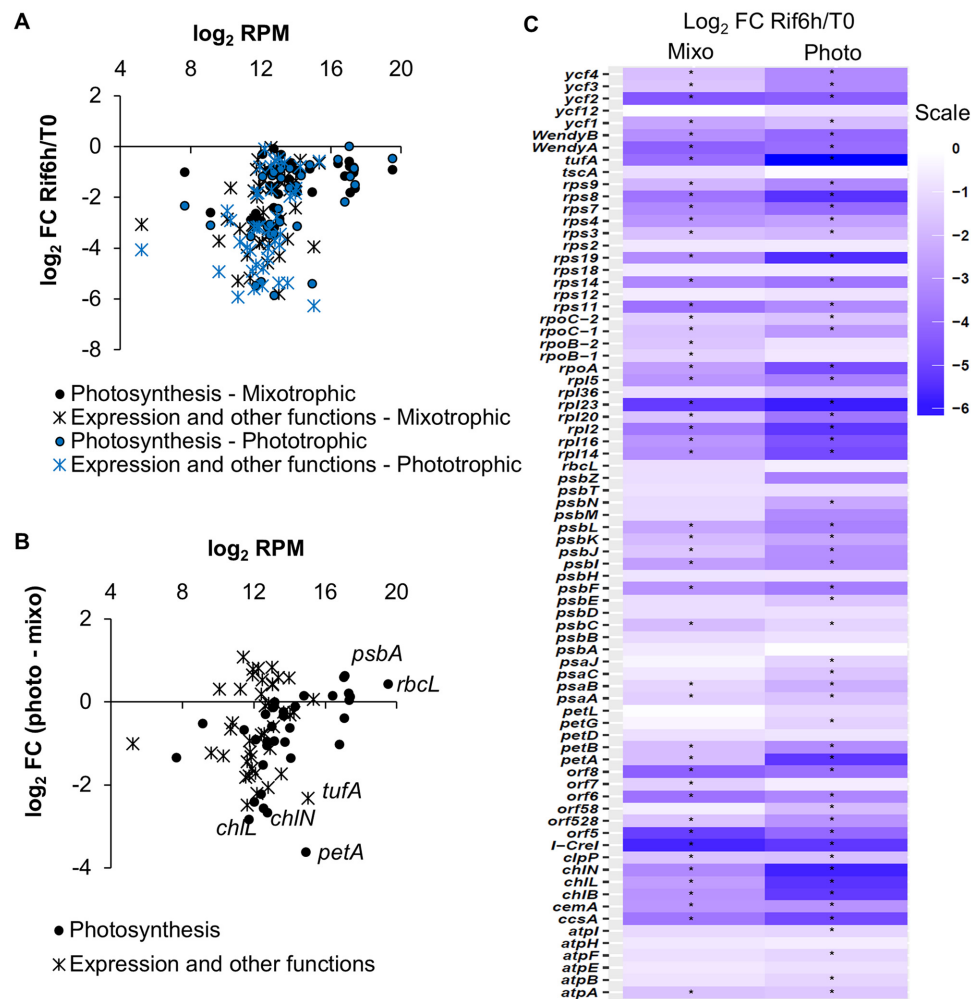 A
log2 RPM
4 8 12 16 20
2
0
-2
-4
-6
-8
log2 FC Rif6h/T0
Photosynthesis - Mixotrophic
Expression and other functions - Mixotrophic
Photosynthesis - Phototrophic
Expression and other functions - Phototrophic
B
log2 RPM
4 8 12 16 20
2
0
-2
-4
log2 FC (photo - mixo)
psbA
rbcL
tufA
chlL
chlN
petA
Photosynthesis
Expression and other functions
C
Log2 FC Rif6h/T0
Mixo Photo
ycf4
ycf3
ycf2
ycf12
ycf1
WendyB
WendyA
tufA
tscA
rps9
rps8
rps7
rps4
rps3
rps2
rps19
rps18
rps14
rps12
rps11
rpoC-2
rpoC-1
rpoB-2
rpoB-1
rpoA
rpl5
rpl36
rpl23
rpl20
rpl2
rpl16
rpl14
rbcL
psbZ
psbT
psbN
psbM
psbL
psbK
psbJ
psbI
psbH
psbF
psbE
psbD
psbC
psbB
psbA
psaJ
psaC
psaB
psaA
petL
petG
petD
petB
petA
orf8
orf7
orf6
orf58
orf528
orf5
I-CreI
clpP
chlN
chlL
chlB
cemA
ccsA
atpI
atpH
atpF
atpE
atpB
atpA
Scale
0
-1
-2
-3
-4
-5
-6